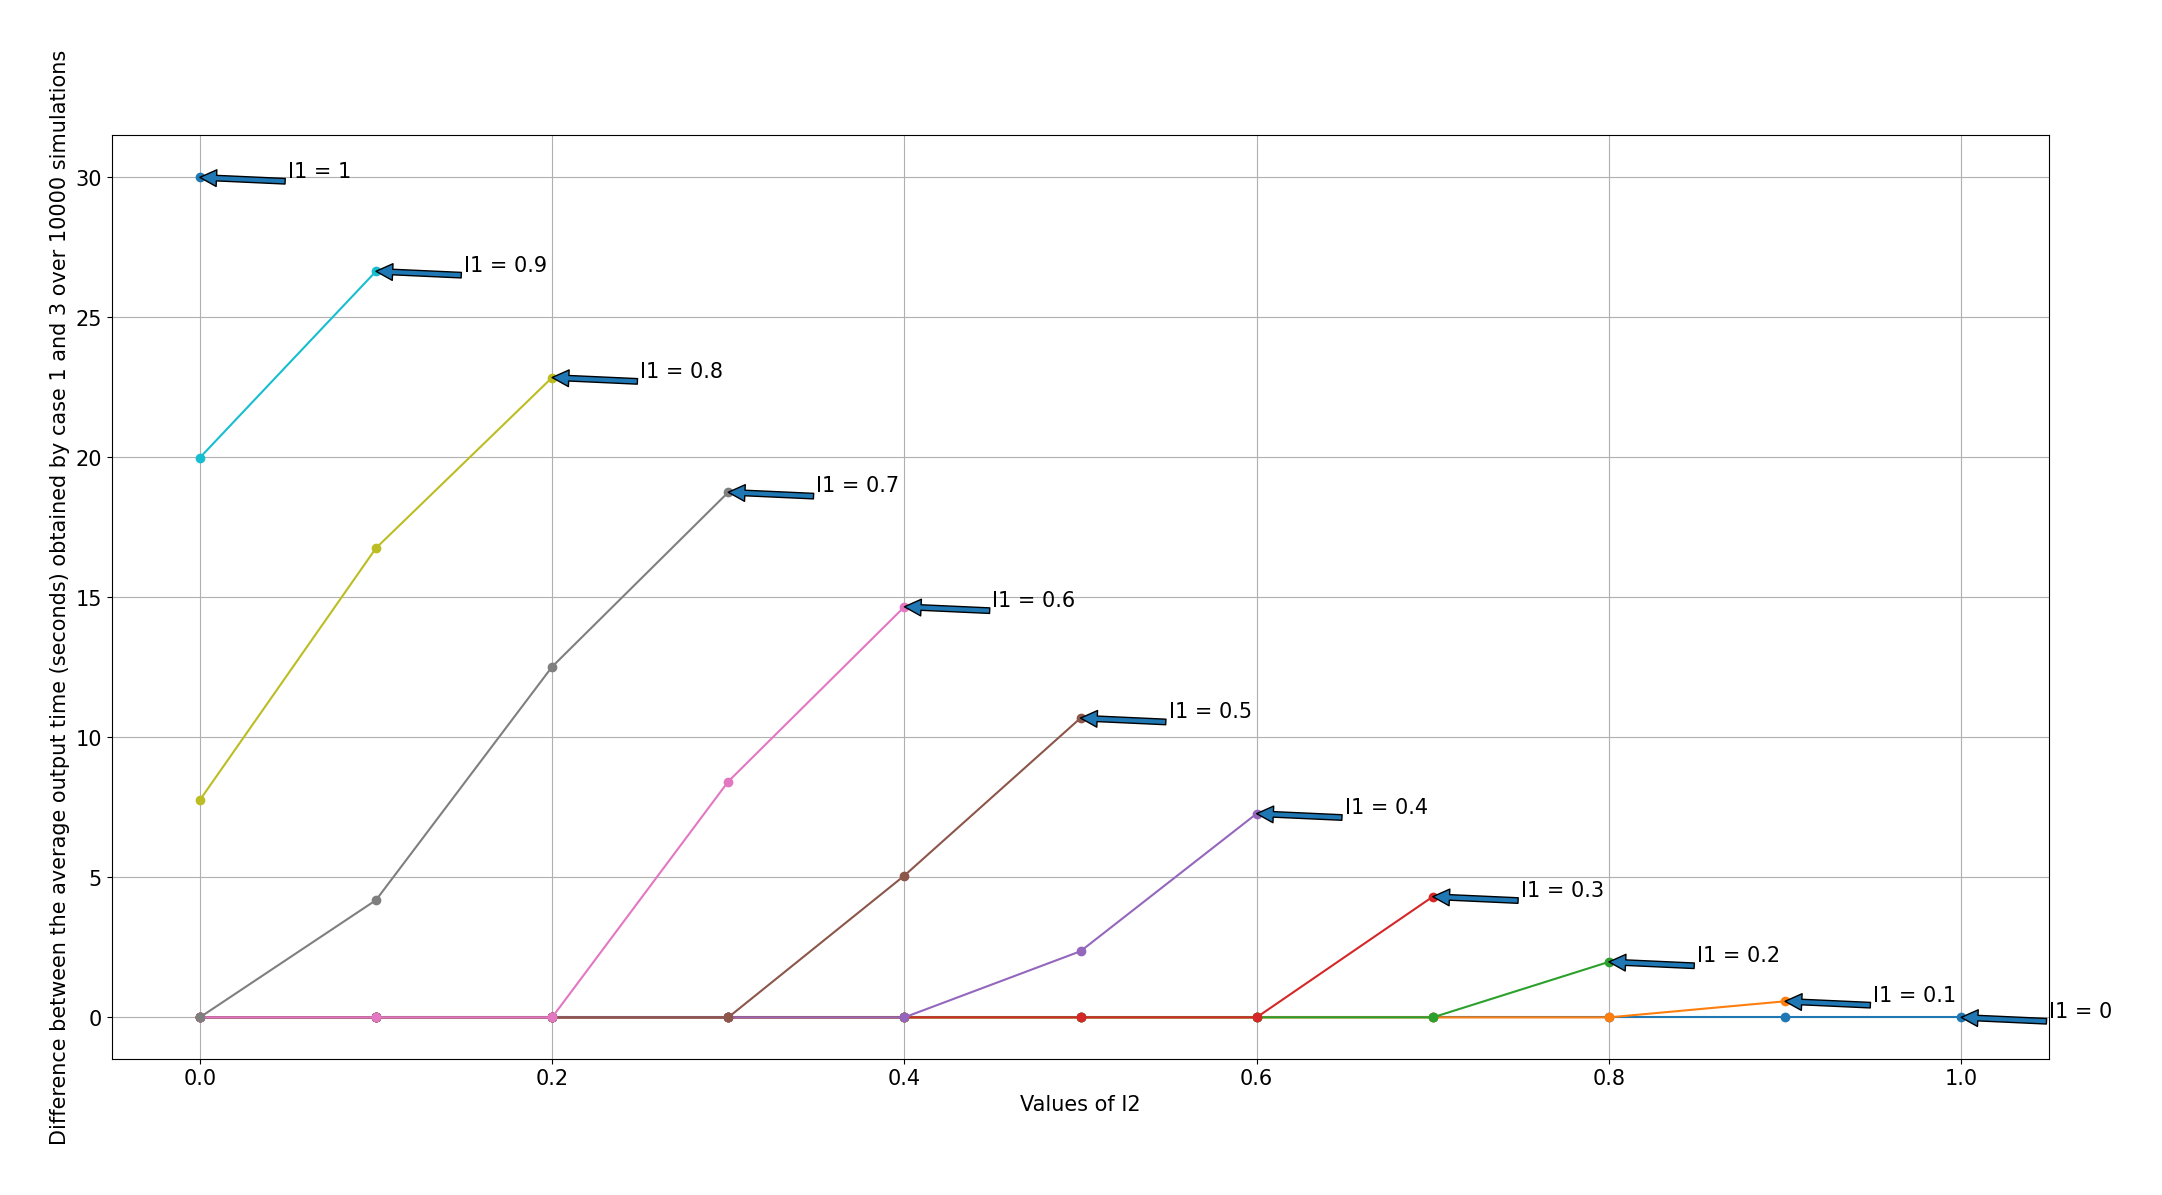 Difference between the average output time (seconds) obtained by case 1 and 3 over 10000 simulations
30
25
20
15
10
5
0
I1 = 1
I1 = 0.9
I1 = 0.8
I1 = 0.7
I1 = 0.6
I1 = 0.5
I1 = 0.4
I1 = 0.3
I1 = 0.2
I1 = 0.1
I1 = 0
0.0 0.2 0.4 0.6 0.8 1.0
Values of I2